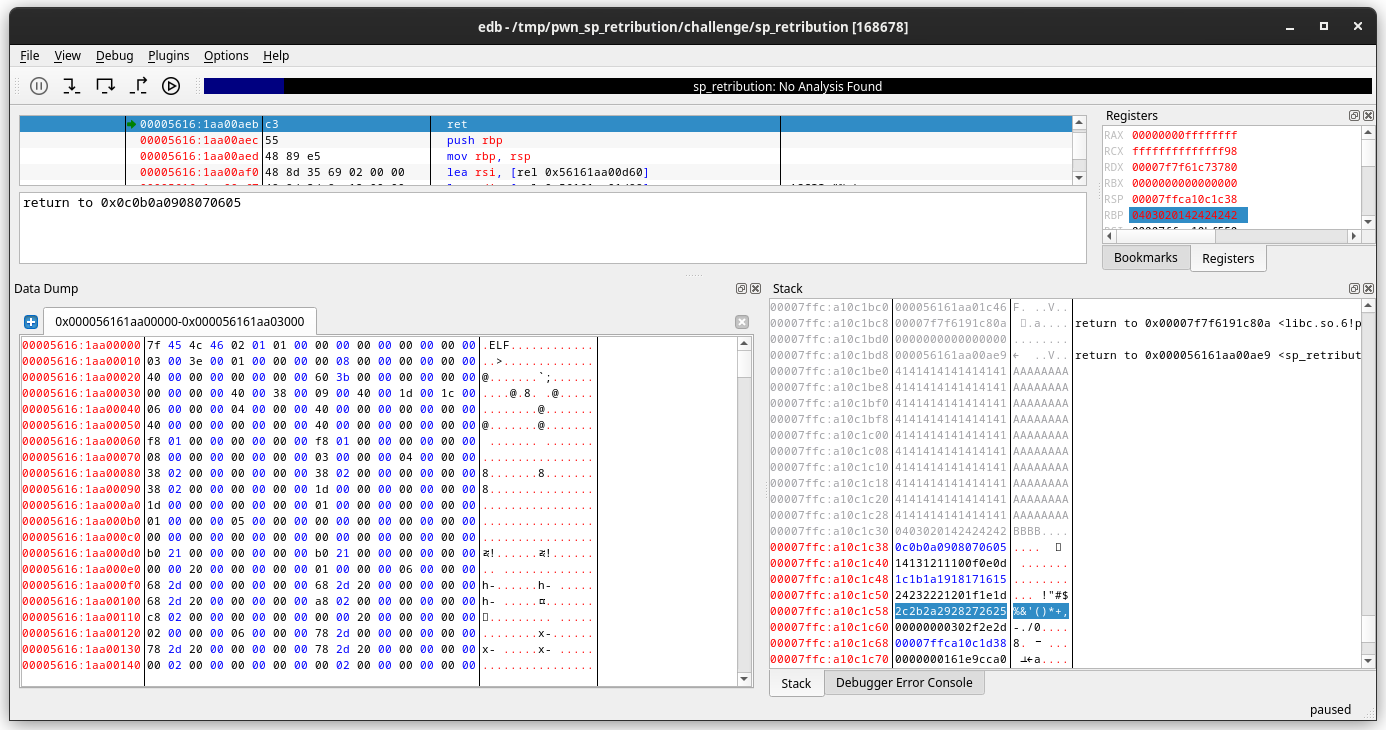 edb - /tmp/pwn_sp_retribution/challenge/sp_retribution [168678]
File View Debug Plugins Options Help
sp_retribution: No Analysis Found
00005616:1aa00aeb c3 ret
00005616:1aa00aec 55 push rbp
00005616:1aa00aed 48 89 e5 mov rbp, rsp
00005616:1aa00af0 48 8d 35 69 02 00 00 lea rsi, [rel 0x56161aa00d60]
return to 0x0c0b0a0908070605
Registers
RAX 00000000ffffffff
RCX ffffffffffffff98
RDX 00007f7f61c73780
RBX 0000000000000000
RSP 00007ffca10c1c38
RBP 0403020142424242
Bookmarks Registers
Data Dump
0x000056161aa00000-0x000056161aa03000
00005616:1aa00000 7f 45 4c 46 02 01 01 00 00 00 00 00 00 00 00 00 .ELF............
00005616:1aa00010 03 00 3e 00 01 00 00 00 00 08 00 00 00 00 00 00 ..>.............
00005616:1aa00020 40 00 00 00 00 00 00 00 60 3b 00 00 00 00 00 00 @.......`;......
00005616:1aa00030 00 00 00 00 40 00 38 00 09 00 40 00 1d 00 1c 00 ....@.8. .@.....
00005616:1aa00040 06 00 00 00 04 00 00 00 40 00 00 00 00 00 00 00 ........@.......
00005616:1aa00050 40 00 00 00 00 00 00 00 40 00 00 00 00 00 00 00 @.......@.......
00005616:1aa00060 f8 01 00 00 00 00 00 00 f8 01 00 00 00 00 00 00 ....... .......
00005616:1aa00070 08 00 00 00 00 00 00 00 03 00 00 00 04 00 00 00 ................
00005616:1aa00080 38 02 00 00 00 00 00 00 38 02 00 00 00 00 00 00 8.......8.......
00005616:1aa00090 38 02 00 00 00 00 00 00 1d 00 00 00 00 00 00 00 8...............
00005616:1aa000a0 1d 00 00 00 00 00 00 00 01 00 00 00 00 00 00 00 ................
00005616:1aa000b0 01 00 00 00 05 00 00 00 00 00 00 00 00 00 00 00 ................
00005616:1aa000c0 00 00 00 00 00 00 00 00 00 00 00 00 00 00 00 00 ................
00005616:1aa000d0 b0 21 00 00 00 00 00 00 b0 21 00 00 00 00 00 00
00005616:1aa000e0 00 00 20 00 00 00 00 00 01 00 00 00 06 00 00 00 .. .............
00005616:1aa000f0 68 2d 00 00 00 00 00 00 68 2d 20 00 00 00 00 00 h-......h- .....
00005616:1aa00100 68 2d 20 00 00 00 00 00 a8 02 00 00 00 00 00 00 h- .....¤.......
00005616:1aa00110 c8 02 00 00 00 00 00 00 00 00 20 00 00 00 00 00
00005616:1aa00120 02 00 00 00 06 00 00 00 78 2d 00 00 00 00 00 00 ........x-......
00005616:1aa00130 78 2d 20 00 00 00 00 00 78 2d 20 00 00 00 00 00 x- .....x- .....
00005616:1aa00140 00 02 00 00 00 00 00 00 00 02 00 00 00 00 00 00 ................
Stack
00007ffc:a10c1bc0 000056161aa01c46 F. ..V..
00007ffc:a10c1bc8 00007f7f6191c80a .a.... return to 0x00007f7f6191c80a <libc.so.6!p
00007ffc:a10c1bd0 0000000000000000 ........
00007ffc:a10c1bd8 000056161aa00ae9 ← ..V.. return to 0x000056161aa00ae9 <sp_retribut
00007ffc:a10c1be0 4141414141414141 AAAAAAAA
00007ffc:a10c1be8 4141414141414141 AAAAAAAA
00007ffc:a10c1bf0 4141414141414141 AAAAAAAA
00007ffc:a10c1bf8 4141414141414141 AAAAAAAA
00007ffc:a10c1c00 4141414141414141 AAAAAAAA
00007ffc:a10c1c08 4141414141414141 AAAAAAAA
00007ffc:a10c1c10 4141414141414141 AAAAAAAA
00007ffc:a10c1c18 4141414141414141 AAAAAAAA
00007ffc:a10c1c20 4141414141414141 AAAAAAAA
00007ffc:a10c1c28 4141414141414141 AAAAAAAA
00007ffc:a10c1c30 0403020142424242 BBBB....
00007ffc:a10c1c38 0c0b0a0908070605 ....
00007ffc:a10c1c40 14131211100f0e0d .......
00007ffc:a10c1c48 1c1b1a1918171615 ........
00007ffc:a10c1c50 24232221201f1e1d ... !"#$
00007ffc:a10c1c58 2c2b2a2928272625 %&'()*+,
00007ffc:a10c1c60 00000000302f2e2d -./0....
00007ffc:a10c1c68 00007ffca10c1d38 8.
00007ffc:a10c1c70 0000000161e9cca0
Stack Debugger Error Console
paused